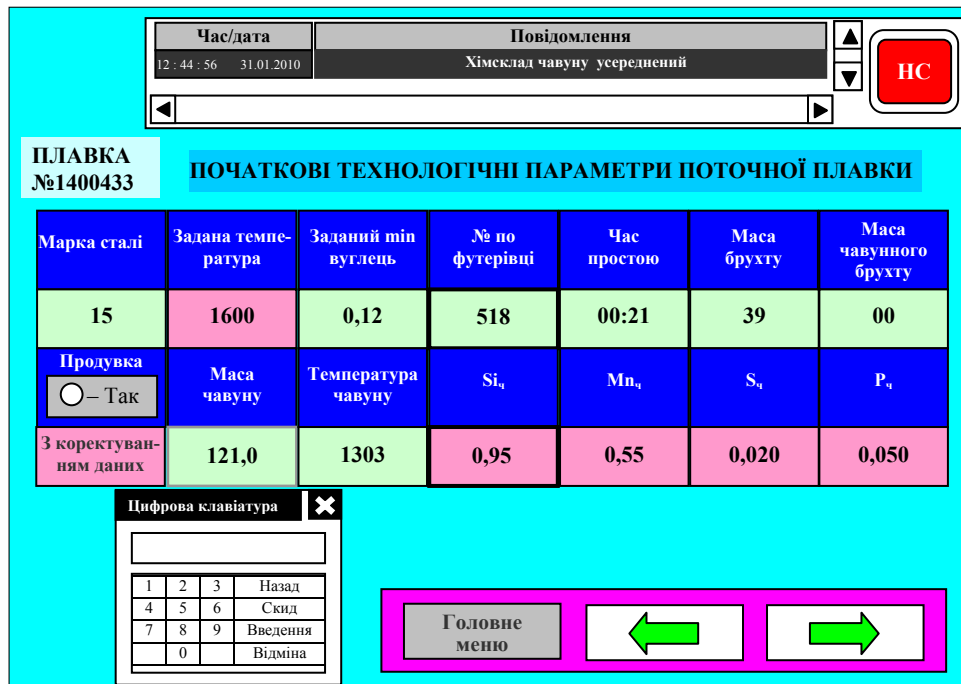 Час/дата
Повідомлення
12 : 44 : 56 31.01.2010
Хімсклад чавуну усереднений
НС
ПЛАВКА
№1400433
ПОЧАТКОВІ ТЕХНОЛОГІЧНІ ПАРАМЕТРИ ПОТОЧНОЇ ПЛАВКИ
Марка сталі
Задана темпе-
ратура
Заданий min
вуглець
№ по
футерівці
Час
простою
Маса
брухту
Маса
чавунного
брухту
15
1600
0,12
518
00:21
39
00
Продувка
– Так
Маса
чавуну
Температура
чавуну
Siч
Mnч
Sч
Pч
З коректуван-
ням даних
121,0
1303
0,95
0,55
0,020
0,050
Цифрова клавіатура
1 2 3 Назад
4 5 6 Скид
7 8 9 Введення
0 Відміна
Головне
меню